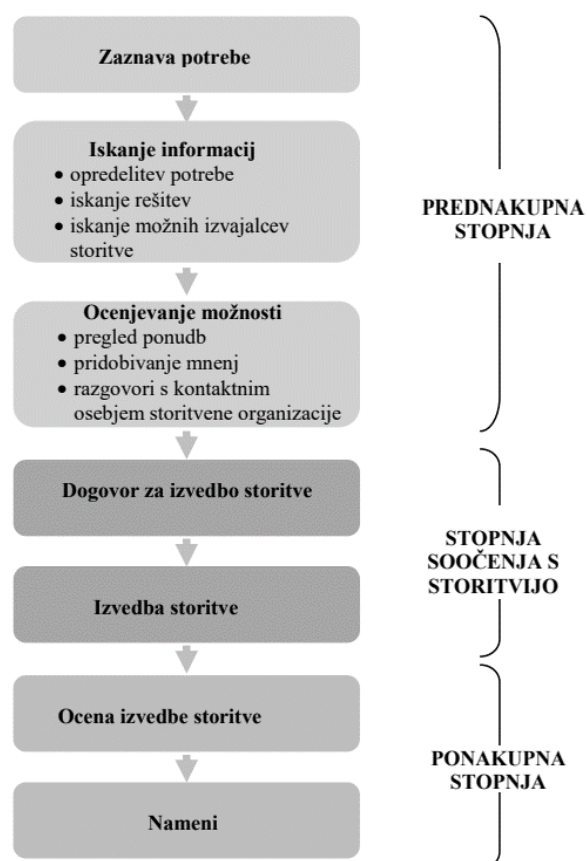 Zaznava potrebe
Iskanje informacij
• opredelitev potrebe
• iskanje rešitev
• iskanje možnih izvajalcev
storitve
PREDNAKUPNA
STOPNJA
Ocenjevanje možnosti
• pregled ponudb
• pridobivanje mnenj
• razgovori s kontaktnim
osebjem storitvene organizacije
Dogovor za izvedbo storitve
STOPNJA
SOOČENJA S
STORITVIJO
Izvedba storitve
Ocena izvedbe storitve
PONAKUPNA
STOPNJA
Nameni